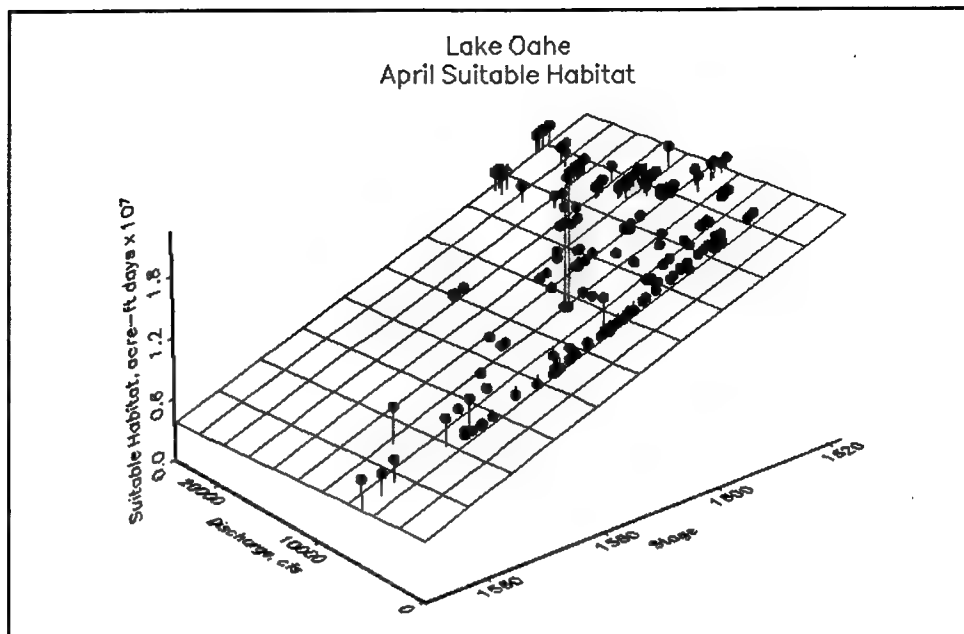 Lake Oahe
April Suitable Habitat
Suitable Habitat, acre-ft days x 107
1.8
1.2
0.6
0.0
20000
10000
0
Discharge, cfs
1560
1580
1600
1620
Stage